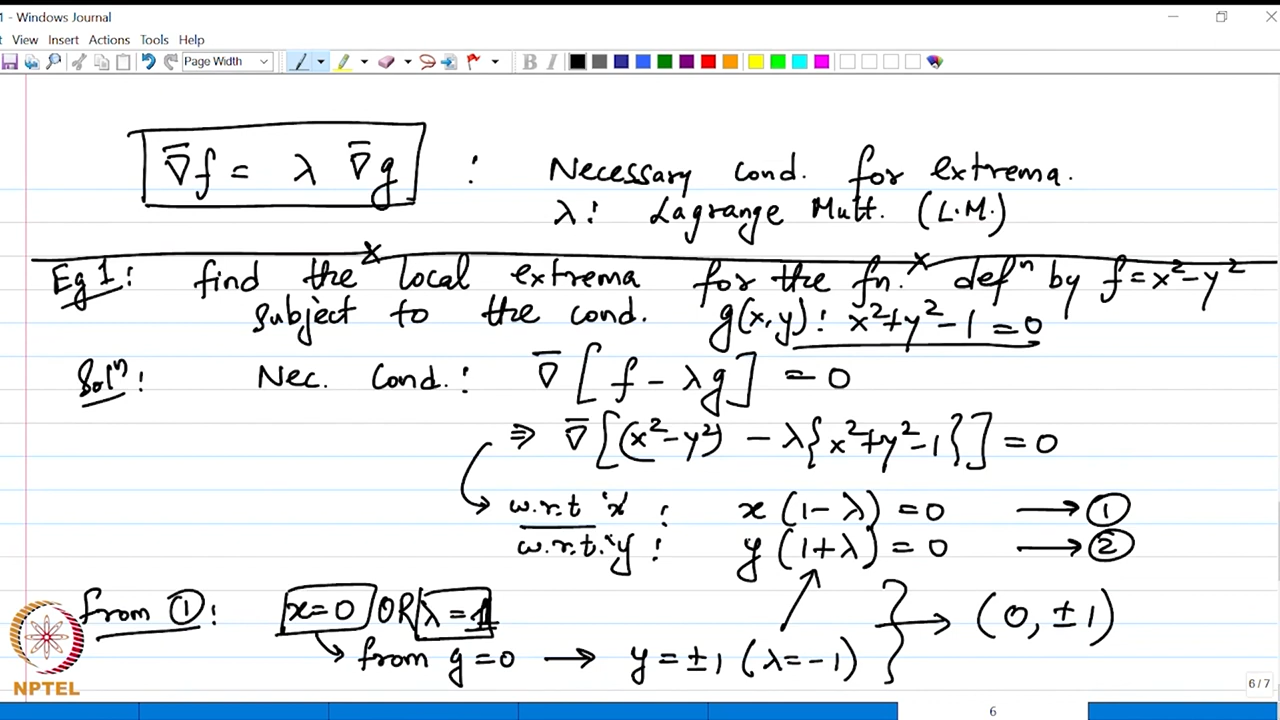 1 - Windows Journal
t View Insert Actions Tools Help
Page Width
B I
∇̄f = λ ∇̄g : Necessary cond. for extrema.
λ: Lagrange Mult. (L.M.)
Eg 1: find the local extrema for the fn. defⁿ by f = x² - y²
Subject to the cond. g(x,y): x² + y² - 1 = 0
Solⁿ: Nec. Cond.: ∇̄ [ f - λg ] = 0
⇒ ∇̄ [ (x² - y²) - λ{x² + y² - 1} ] = 0
w.r.t 'x' : x (1 - λ) = 0 → ①
w.r.t. 'y : y (1 + λ) = 0 → ②
from ①: x = 0 OR λ = 1
from g = 0 → y = ±1 (λ = -1) } → (0, ±1)
NPTEL
6 / 7
6